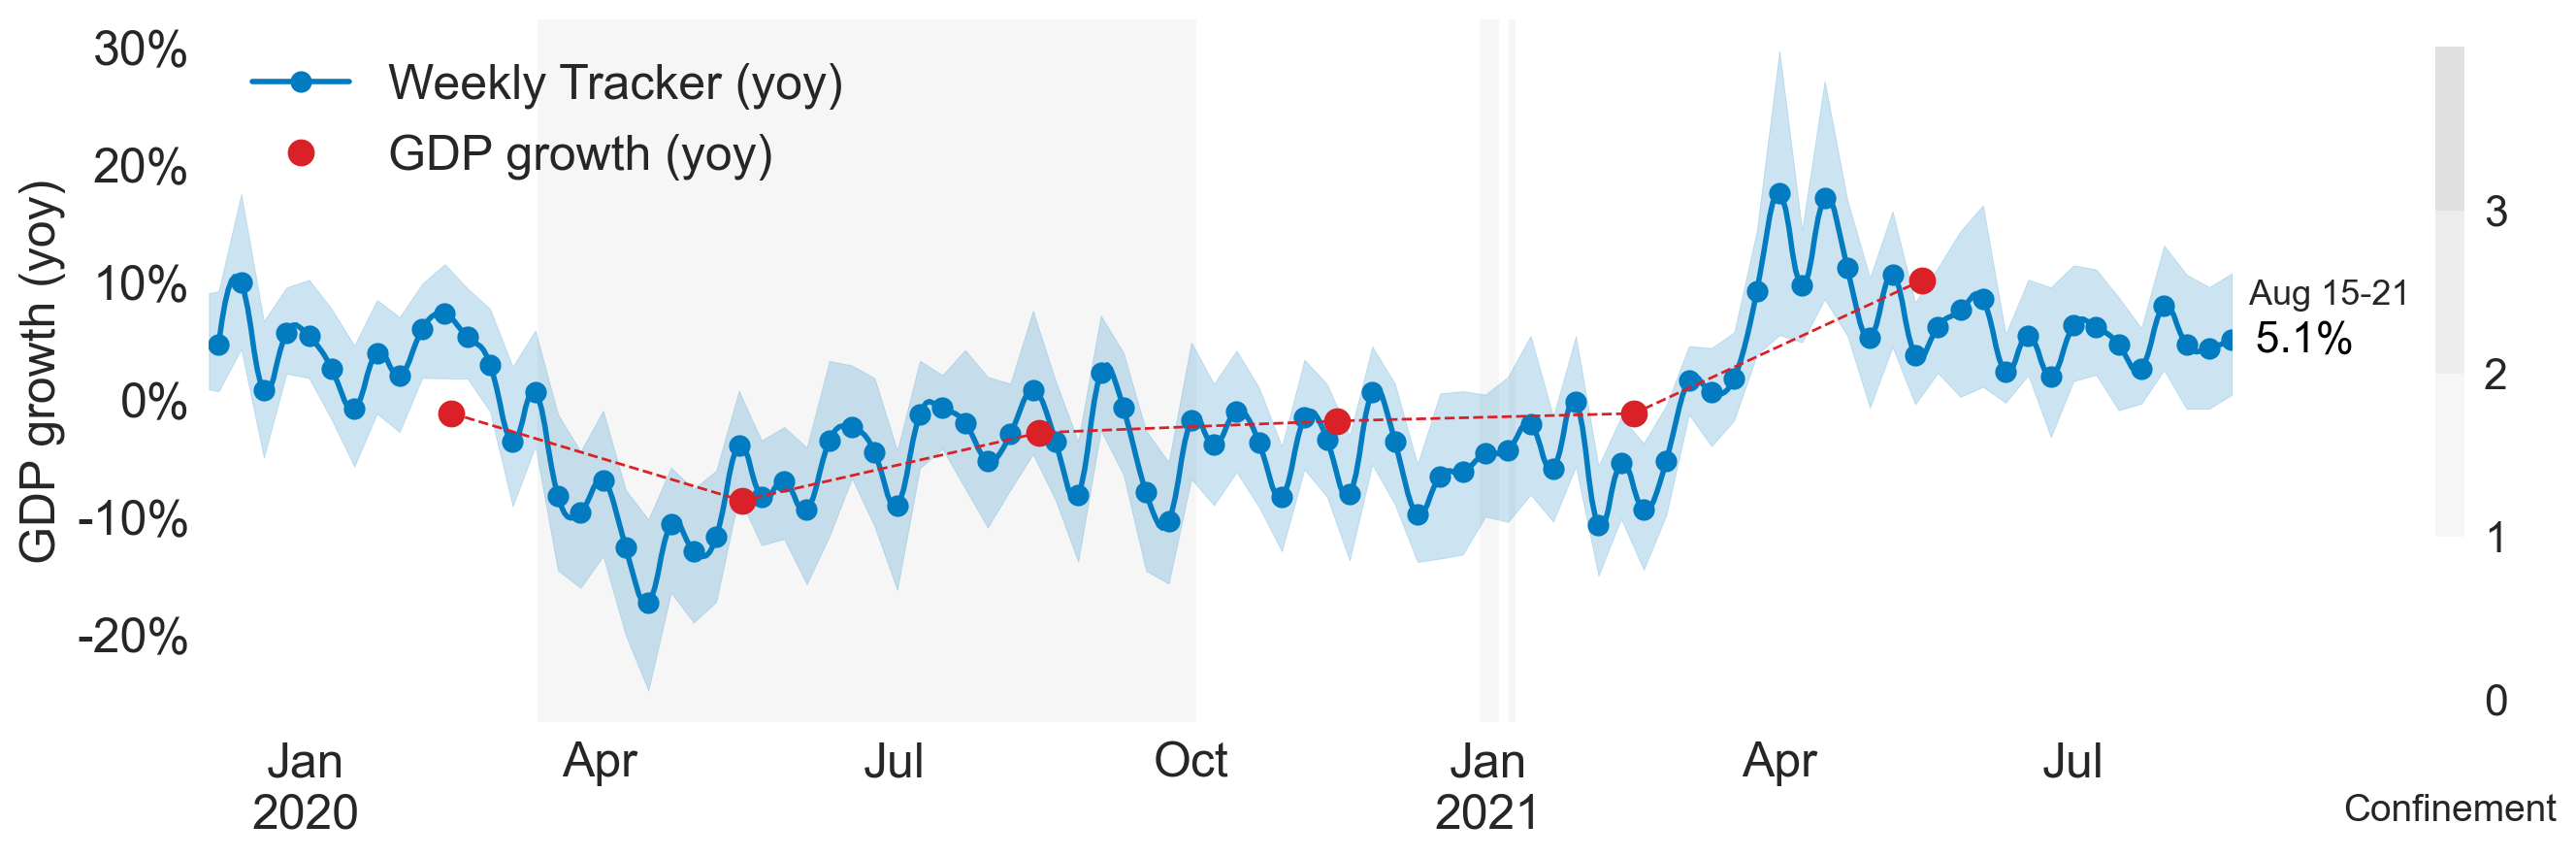 30%
20%
10%
0%
-10%
-20%
GDP growth (yoy)
Weekly Tracker (yoy)
GDP growth (yoy)
Aug 15-21
5.1%
3
2
1
0
Jan Apr Jul Oct Jan Apr Jul
2020 2021
Confinement